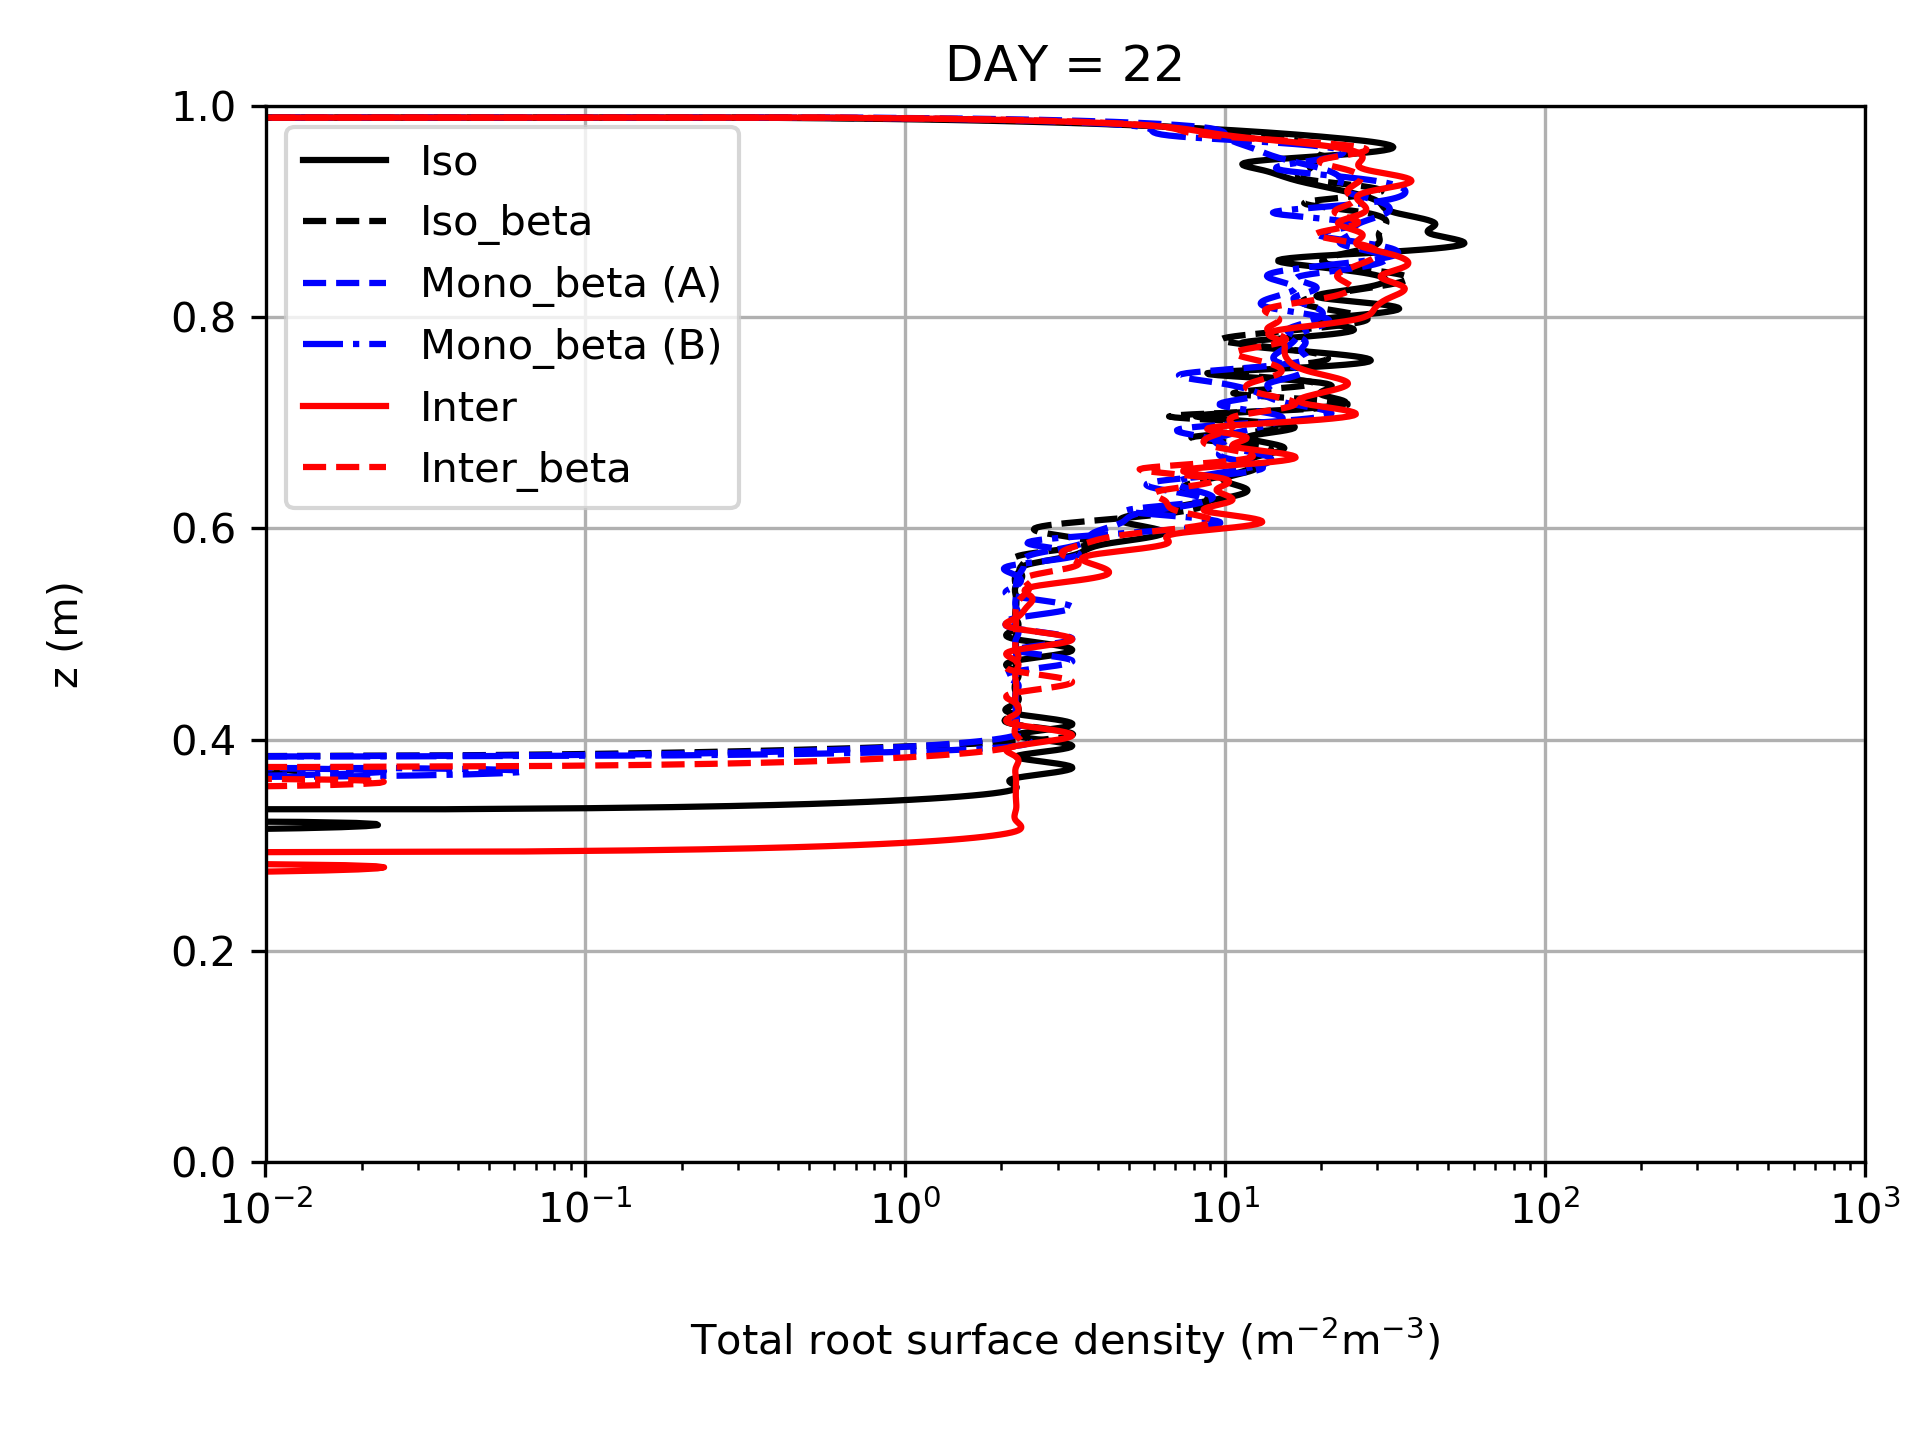 DAY = 22
1.0
0.8
0.6
0.4
0.2
0.0
z (m)
Iso
Iso_beta
Mono_beta (A)
Mono_beta (B)
Inter
Inter_beta
10⁻² 10⁻¹ 10⁰ 10¹ 10² 10³
Total root surface density (m⁻²m⁻³)